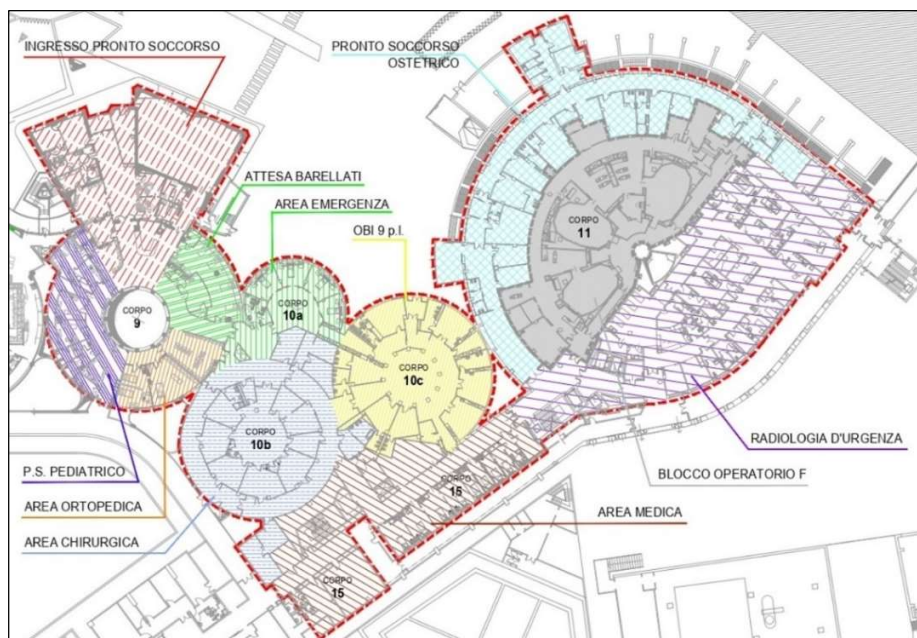 INGRESSO PRONTO SOCCORSO
PRONTO SOCCORSO
OSTETRICO
ATTESA BARELLATI
AREA EMERGENZA
OBI 9 p.l.
CORPO
11
CORPO
9
CORPO
10a
CORPO
10c
CORPO
10b
RADIOLOGIA D'URGENZA
P.S. PEDIATRICO
BLOCCO OPERATORIO F
CORPO
15
AREA ORTOPEDICA
AREA MEDICA
AREA CHIRURGICA
CORPO
15